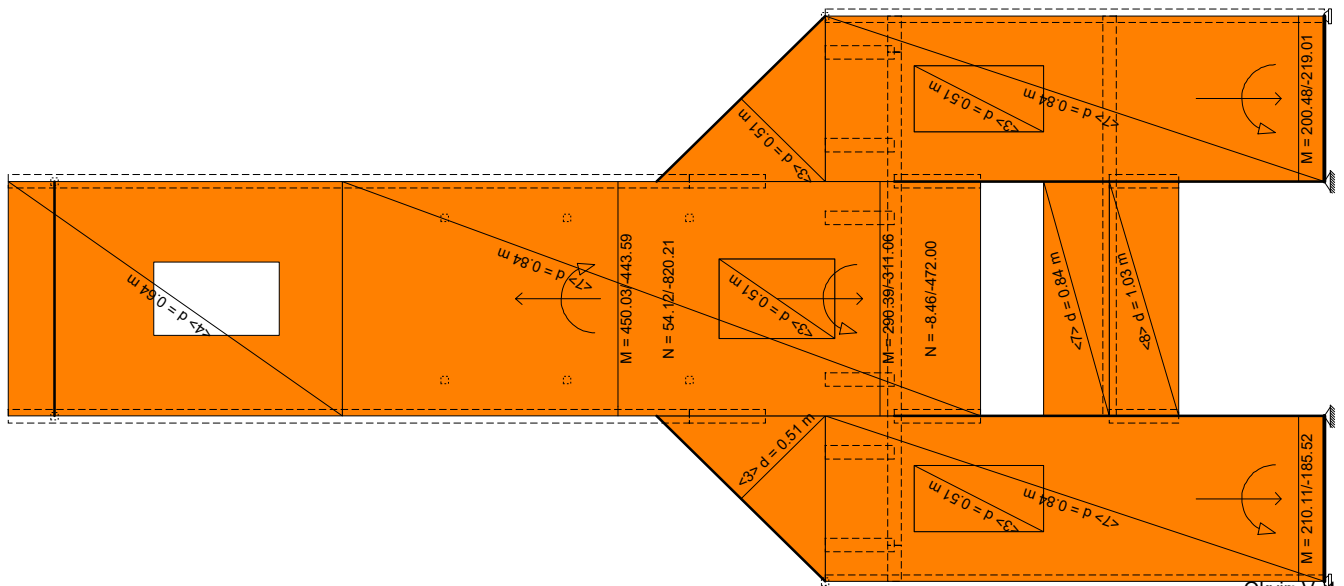 <3> d = 0.51 m
<3> d = 0.51 m
<7> d = 0.84 m
M = 200.48/-219.01
<4> d = 0.64 m
<7> d = 0.84 m
M = 450.03/-443.59
N = 54.12/-820.21
<3> d = 0.51 m
M = 290.39/-311.06
N = -8.46/-472.00
<7> d = 0.84 m
<8> d = 1.03 m
<3> d = 0.51 m
<3> d = 0.51 m
<7> d = 0.84 m
M = 210.11/-185.52